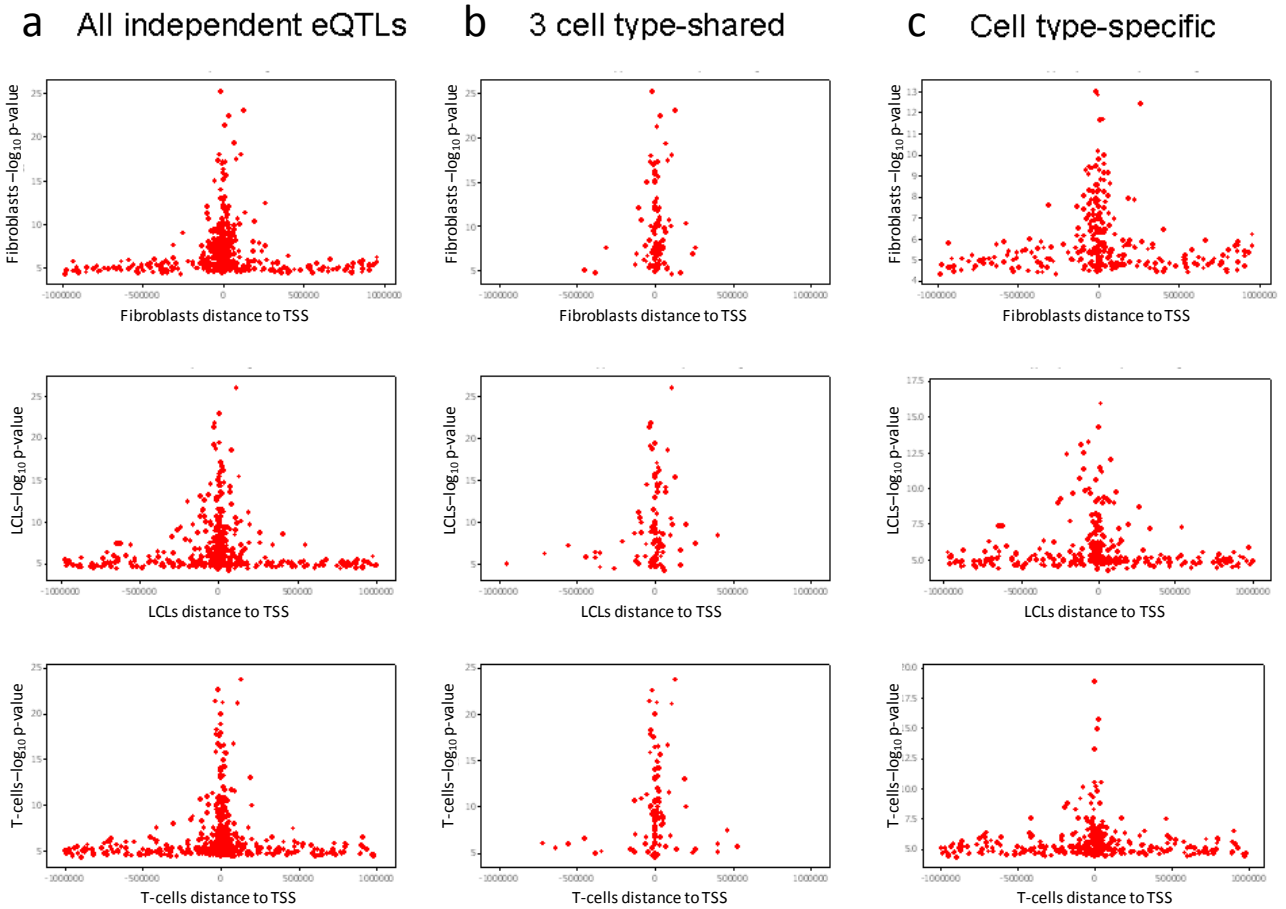 a All independent eQTLs
b 3 cell type-shared
c Cell type-specific
Fibroblasts –log10 p-value
25
20
15
10
5
-1000000 -500000 0 500000 1000000
Fibroblasts distance to TSS
Fibroblasts –log10 p-value
25
20
15
10
5
-1000000 -500000 0 500000 1000000
Fibroblasts distance to TSS
Fibroblasts –log10 p-value
13
12
11
10
9
8
7
6
5
4
-1000000 -500000 0 500000 1000000
Fibroblasts distance to TSS
LCLs–log10 p-value
25
20
15
10
5
-1000000 -500000 0 500000 1000000
LCLs distance to TSS
LCLs–log10 p-value
25
20
15
10
5
-1000000 -500000 0 500000 1000000
LCLs distance to TSS
LCLs–log10 p-value
17.5
15.0
12.5
10.0
7.5
5.0
-1000000 -500000 0 500000 1000000
LCLs distance to TSS
T-cells–log10 p-value
25
20
15
10
5
-1000000 -500000 0 500000 1000000
T-cells distance to TSS
T-cells–log10 p-value
25
20
15
10
5
-1000000 -500000 0 500000 1000000
T-cells distance to TSS
T-cells–log10 p-value
20.0
17.5
15.0
12.5
10.0
7.5
5.0
-1000000 -500000 0 500000 1000000
T-cells distance to TSS